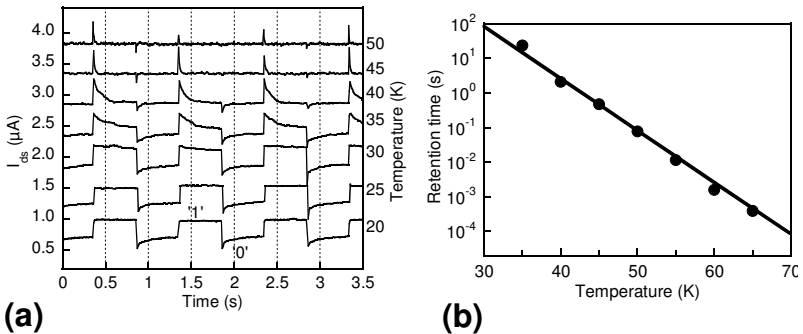 4.0
3.5
3.0
2.5
2.0
1.5
1.0
0.5
I_ds (µA)
50
45
40
35
30
25
20
Temperature (K)
'1'
'0'
0 0.5 1 1.5 2 2.5 3 3.5
Time (s)
(a)
10^2
10^1
10^0
10^-1
10^-2
10^-3
10^-4
Retention time (s)
30 40 50 60 70
Temperature (K)
(b)